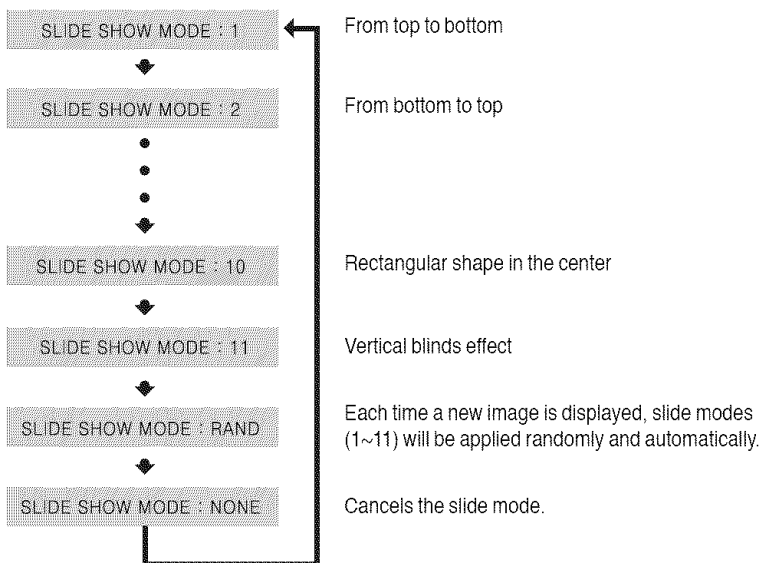 SLIDE SHOW MODE : 1
From top to bottom
SLIDE SHOW MODE : 2
From bottom to top
SLIDE SHOW MODE : 10
Rectangular shape in the center
SLIDE SHOW MODE : 11
Vertical blinds effect
SLIDE SHOW MODE : RAND
Each time a new image is displayed, slide modes
(1~11) will be applied randomly and automatically.
SLIDE SHOW MODE : NONE
Cancels the slide mode.